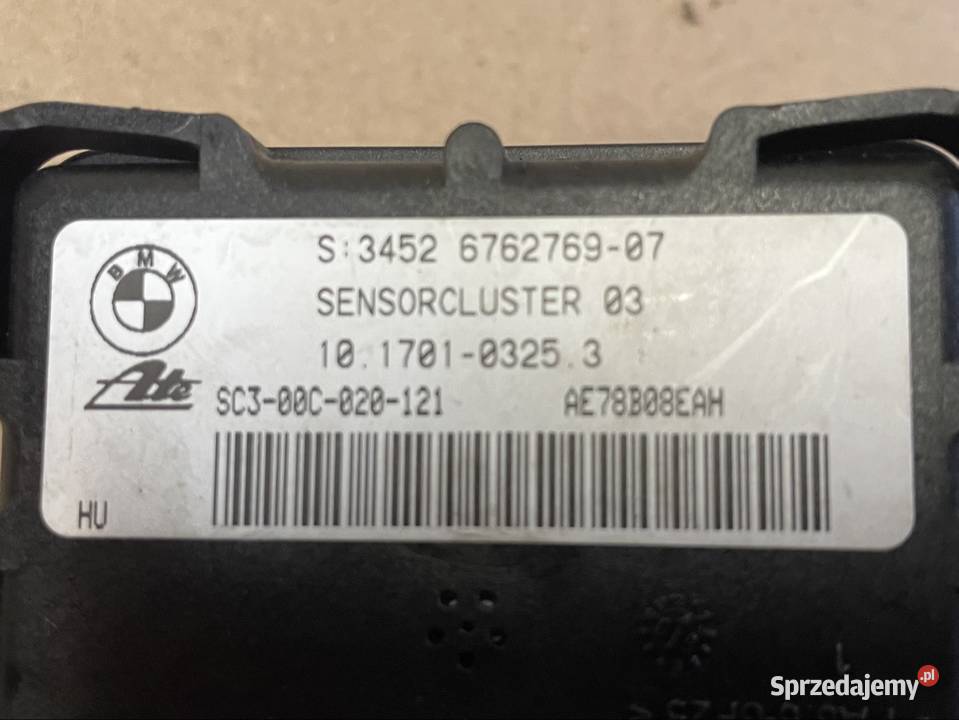 S:3452 6762769-07
BMW
SENSORCLUSTER 03
10.1701-0325.3
Ate
SC3-00C-020-121 AE78B08EAH
HU
Sprzedajemy.pl